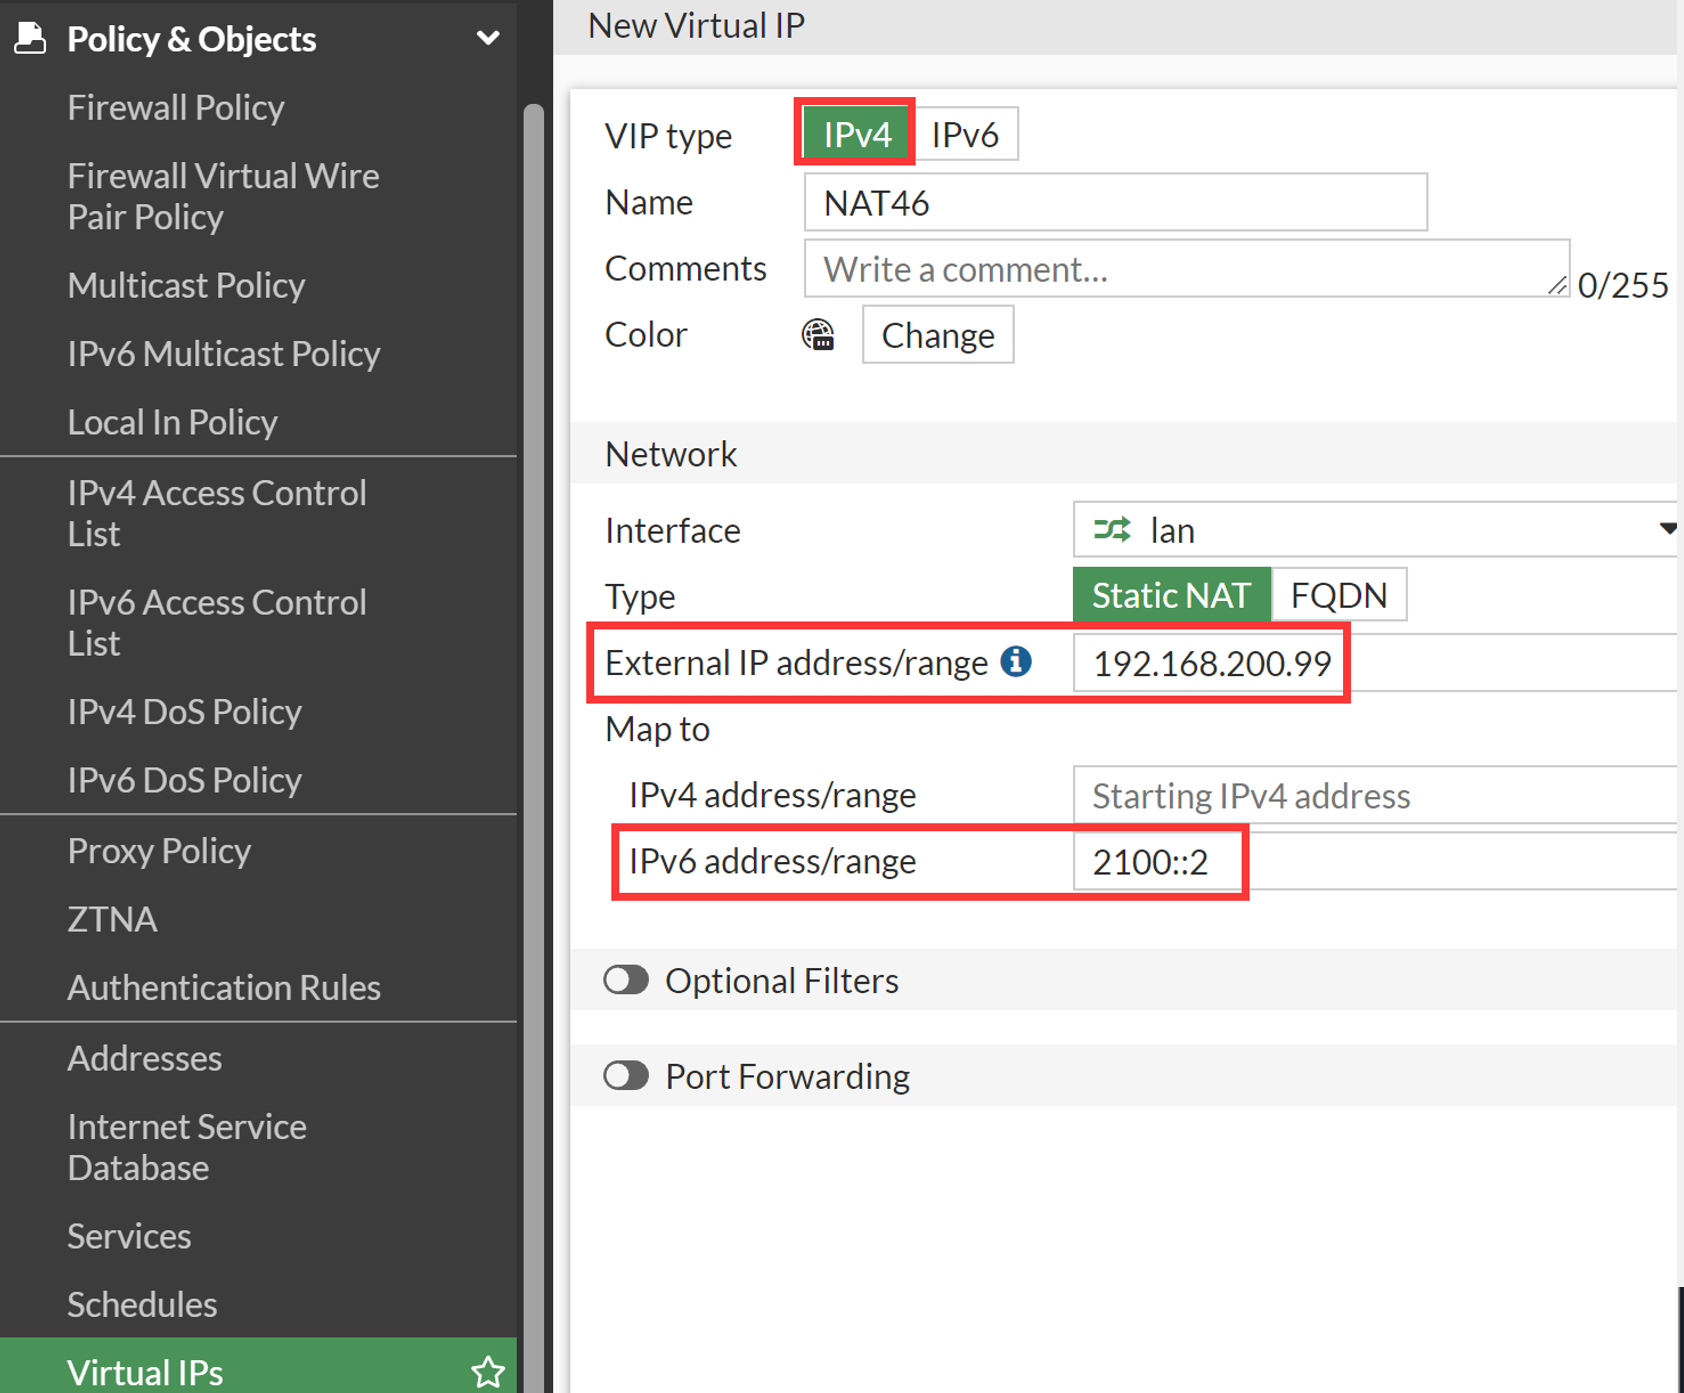 Policy & Objects
Firewall Policy
Firewall Virtual Wire
Pair Policy
Multicast Policy
IPv6 Multicast Policy
Local In Policy
IPv4 Access Control
List
IPv6 Access Control
List
IPv4 DoS Policy
IPv6 DoS Policy
Proxy Policy
ZTNA
Authentication Rules
Addresses
Internet Service
Database
Services
Schedules
Virtual IPs
New Virtual IP
VIP type IPv4 IPv6
Name NAT46
Comments Write a comment... 0/255
Color Change
Network
Interface lan
Type Static NAT FQDN
External IP address/range 192.168.200.99
Map to
IPv4 address/range Starting IPv4 address
IPv6 address/range 2100::2
Optional Filters
Port Forwarding